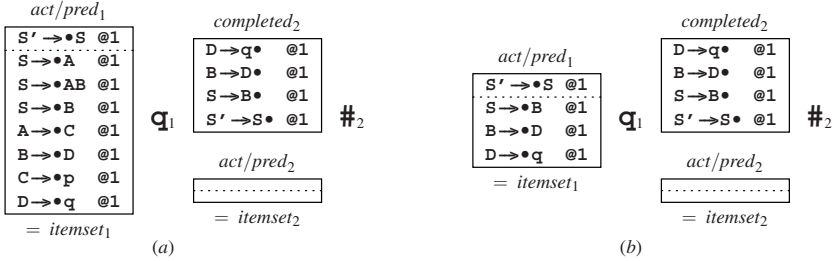 act/pred₁
S′→•S @1
S→•A @1
S→•AB @1
S→•B @1
A→•C @1
B→•D @1
C→•p @1
D→•q @1
= itemset₁
q₁
completed₂
D→q• @1
B→D• @1
S→B• @1
S′→S• @1
act/pred₂
= itemset₂
#₂
(a)
act/pred₁
S′→•S @1
S→•B @1
B→•D @1
D→•q @1
= itemset₁
q₁
completed₂
D→q• @1
B→D• @1
S→B• @1
S′→S• @1
act/pred₂
= itemset₂
#₂
(b)